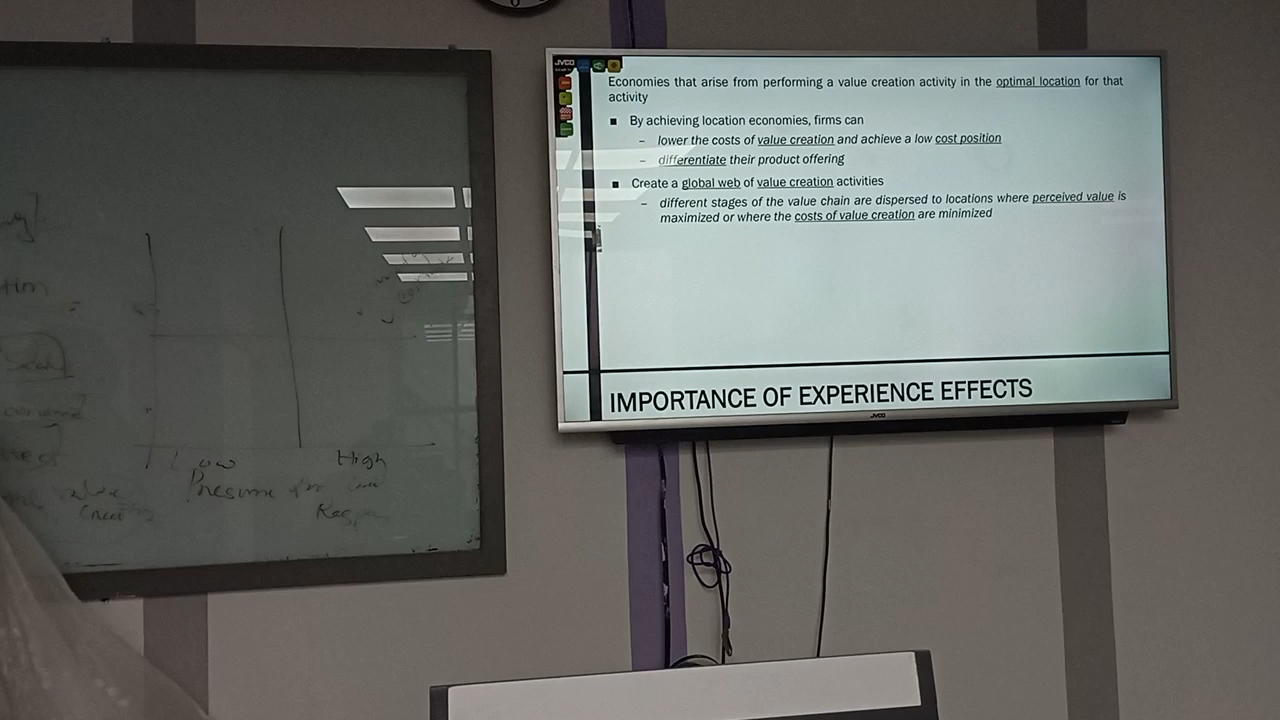 Low
High
Pressure for
JVCO
Economies that arise from performing a value creation activity in the optimal location for that
activity
■ By achieving location economies, firms can
– lower the costs of value creation and achieve a low cost position
– differentiate their product offering
■ Create a global web of value creation activities
– different stages of the value chain are dispersed to locations where perceived value is
maximized or where the costs of value creation are minimized
IMPORTANCE OF EXPERIENCE EFFECTS
JVCO